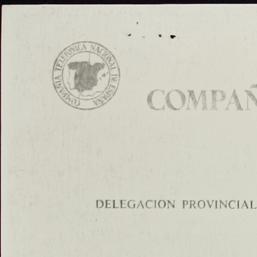 COMPAÑIA TELEFONICA NACIONAL DE ESPAÑA
COMPAÑ
DELEGACION PROVINCIAL